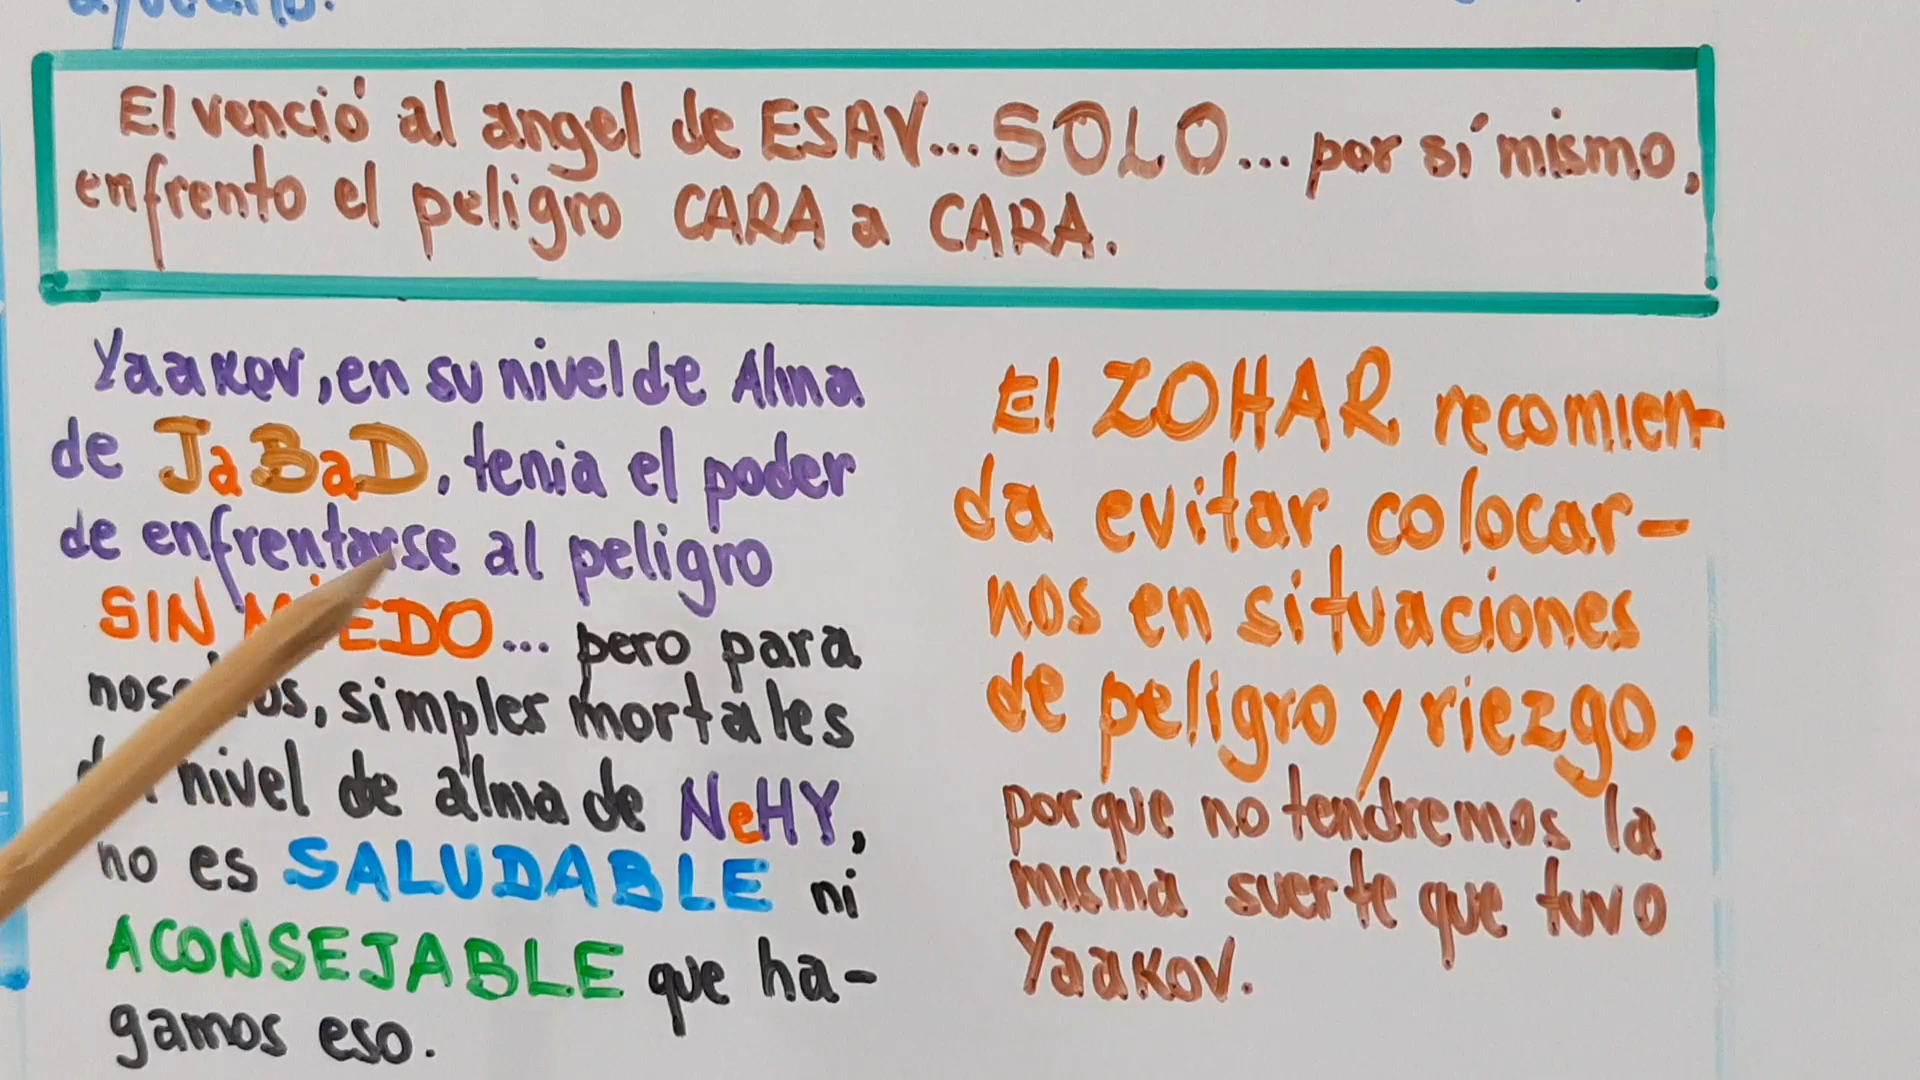 El venció al angel de ESAV... SOLO... por sí mismo,
enfrento el peligro CARA a CARA.
Yaakov, en su nivel de Alma
de JaBaD, tenia el poder
de enfrentarse al peligro
SIN MIEDO... pero para
simples mortales
nivel de alma de NeHY,
no es SALUDABLE ni
ACONSEJABLE que ha-
gamos eso.
El ZOHAR recomien-
da evitar colocar-
nos en situaciones
de peligro y riezgo,
porque no tendremos la
misma suerte que tuvo
Yaakov.